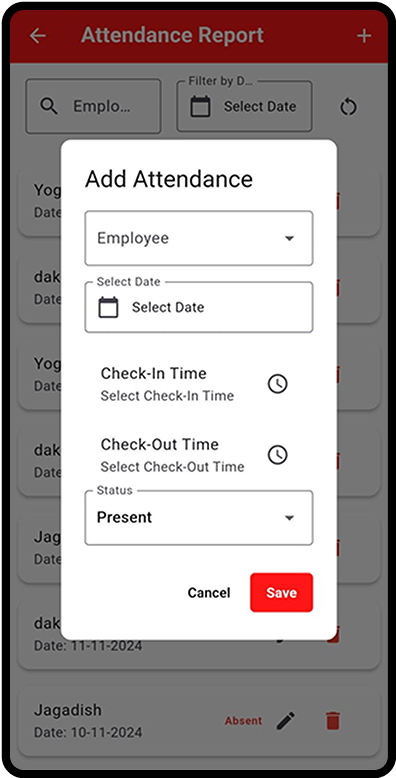 Attendance Report
Emplo...
Filter by D...
Select Date
Add Attendance
Yog
Date:
Employee
Select Date
Select Date
dak
Date:
Check-In Time
Select Check-In Time
Yog
Date:
Check-Out Time
Select Check-Out Time
dak
Date:
Status
Present
Jag
Date:
Cancel
Save
dak
Date: 11-11-2024
Jagadish
Date: 10-11-2024
Absent